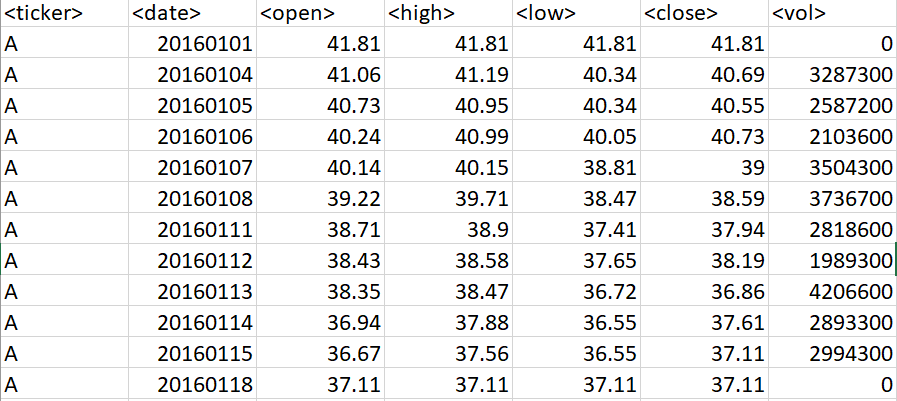 <ticker> <date> <open> <high> <low> <close> <vol>
A 20160101 41.81 41.81 41.81 41.81 0
A 20160104 41.06 41.19 40.34 40.69 3287300
A 20160105 40.73 40.95 40.34 40.55 2587200
A 20160106 40.24 40.99 40.05 40.73 2103600
A 20160107 40.14 40.15 38.81 39 3504300
A 20160108 39.22 39.71 38.47 38.59 3736700
A 20160111 38.71 38.9 37.41 37.94 2818600
A 20160112 38.43 38.58 37.65 38.19 1989300
A 20160113 38.35 38.47 36.72 36.86 4206600
A 20160114 36.94 37.88 36.55 37.61 2893300
A 20160115 36.67 37.56 36.55 37.11 2994300
A 20160118 37.11 37.11 37.11 37.11 0